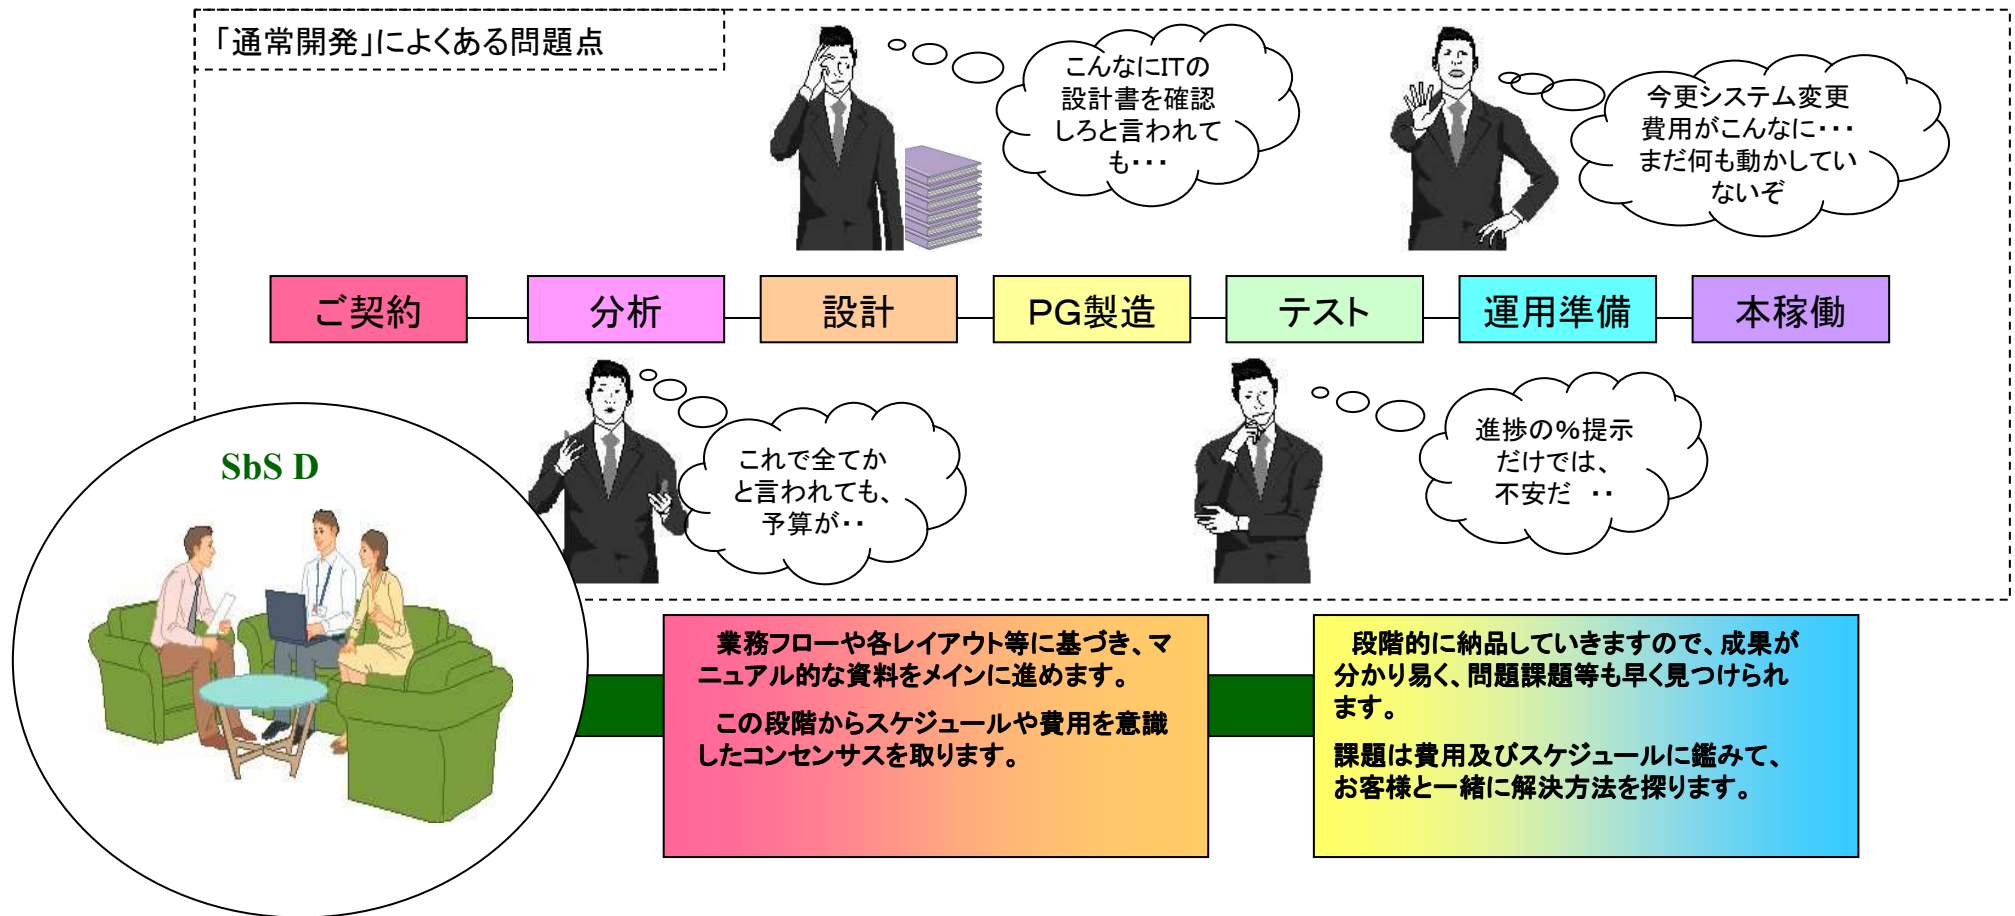 「通常開発」によくある問題点
こんなにITの
設計書を確認
しろと言われて
も・・・
今更システム変更
費用がこんなに・・・
まだ何も動かしてい
ないぞ
ご契約
分析
設計
PG製造
テスト
運用準備
本稼働
これで全てか
と言われても、
予算が・・
進捗の%提示
だけでは、
不安だ ・・
SbS D
業務フローや各レイアウト等に基づき、マ
ニュアル的な資料をメインに進めます。
この段階からスケジュールや費用を意識
したコンセンサスを取ります。
段階的に納品していきますので、成果が
分かり易く、問題課題等も早く見つけられ
ます。
課題は費用及びスケジュールに鑑みて、
お客様と一緒に解決方法を探ります。